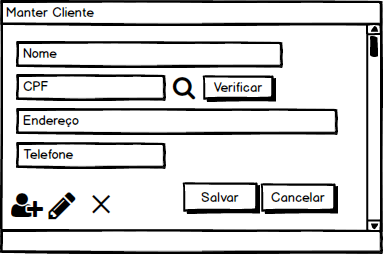 Manter Cliente
Nome
CPF
Verificar
Endereço
Telefone
Salvar
Cancelar